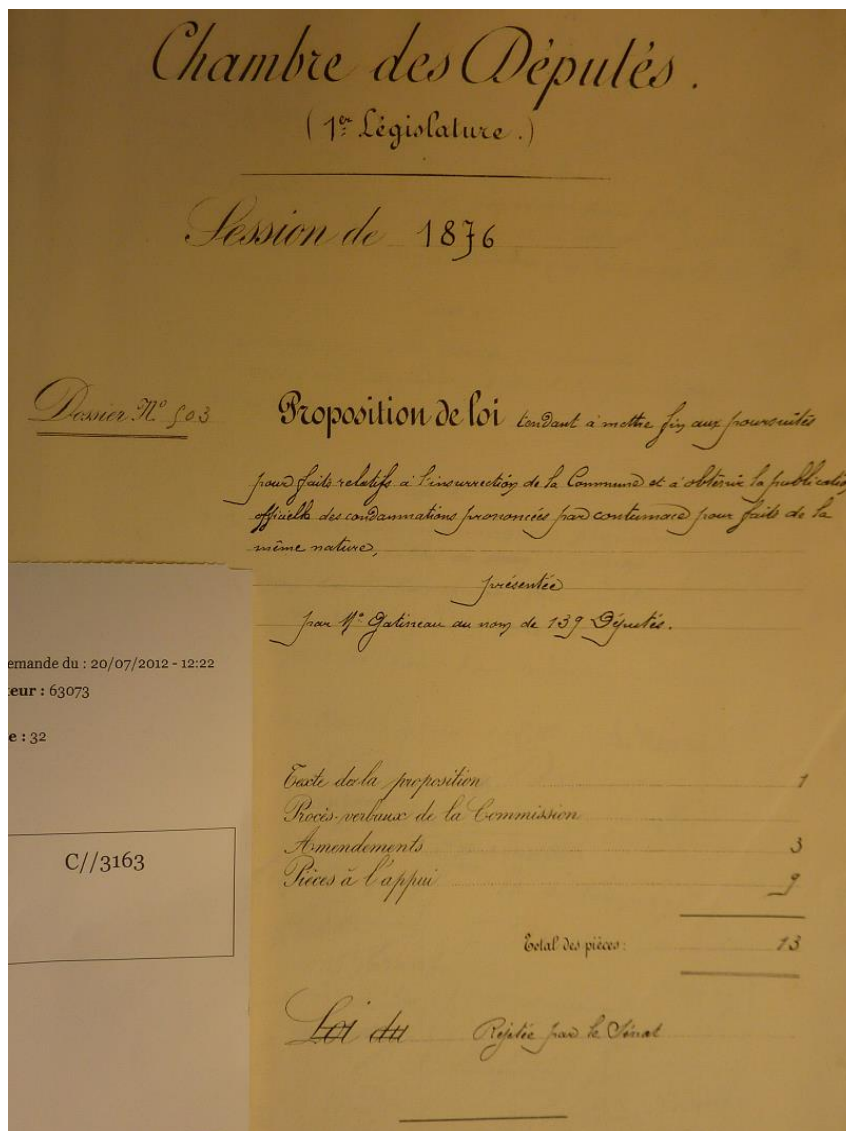 Chambre des Députés.
(1re Législature.)
Session de 1876
Dossier No 503
Proposition de loi tendant à mettre fin aux poursuites
pour faits relatifs à l'insurrection de la Commune et à obtenir la publication
officielle des condamnations prononcées par contumace pour faits de la
même nature,
présentée
par Mr Gatineau au nom de 139 Députés.
emande du : 20/07/2012 - 12:22
eur : 63073
e : 32
C//3163
Texte de la proposition 1
Procès-verbaux de la Commission
Amendements 3
Pièces à l'appui 9
Total des pièces : 13
Loi du Rejetée par le Sénat